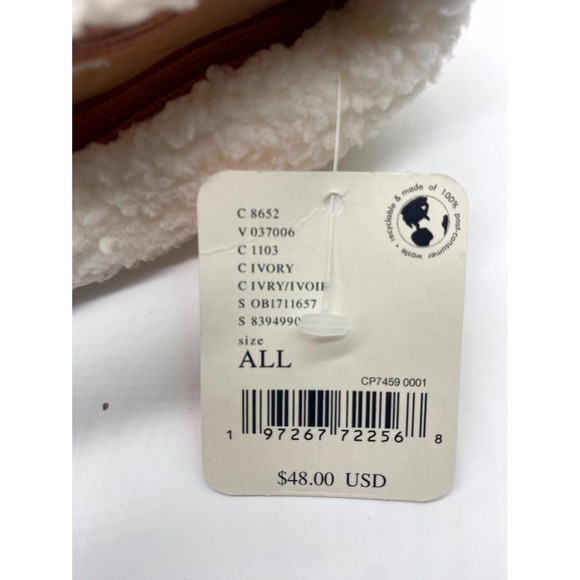 recyclable & made of 100% post-consumer waste •
C 8652
V 037006
C 1103
C IVORY
C IVRY/IVOIR
S OB1711657
S 8394990
size
ALL
CP7459 0001
1 97267 72256 8
$48.00 USD